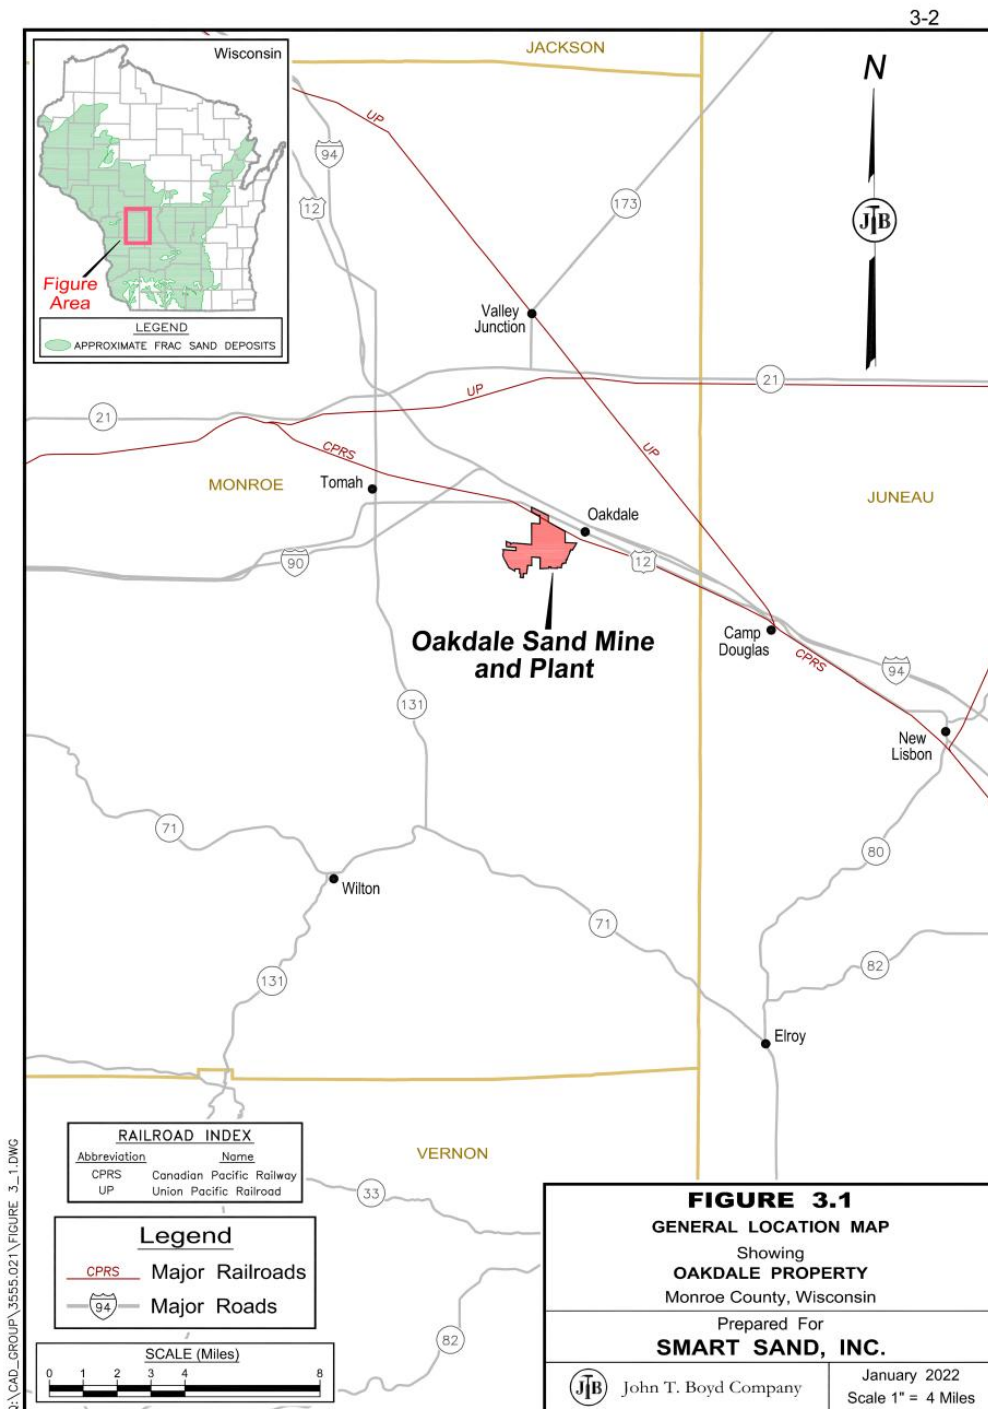 3-2
JACKSON
Wisconsin
N
UP
94
12
173
JTB
Figure
Area
LEGEND
APPROXIMATE FRAC SAND DEPOSITS
Valley
Junction
21
UP
21
CPRS
UP
MONROE
Tomah
JUNEAU
Oakdale
90
12
Oakdale Sand Mine
and Plant
Camp
Douglas
CPRS
94
131
New
Lisbon
71
80
Wilton
71
82
131
Elroy
VERNON
RAILROAD INDEX
Abbreviation Name
CPRS Canadian Pacific Railway
UP Union Pacific Railroad
33
Legend
CPRS Major Railroads
94 Major Roads
82
SCALE (Miles)
0 1 2 3 4 8
Q:\CAD_GROUP\3555.021\FIGURE 3_1.DWG
FIGURE 3.1
GENERAL LOCATION MAP
Showing
OAKDALE PROPERTY
Monroe County, Wisconsin
Prepared For
SMART SAND, INC.
JTB John T. Boyd Company
January 2022
Scale 1" = 4 Miles